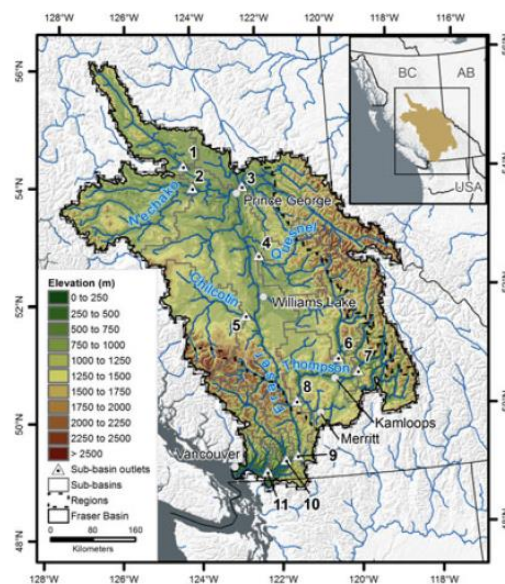 128°W 126°W 124°W 122°W 120°W 118°W 116°W
56°N
BC AB
USA
1
2
3
54°N
Nechako
Prince George
Quesnel
4
Elevation (m)
0 to 250
250 to 500
500 to 750
750 to 1000
1000 to 1250
1250 to 1500
1500 to 1750
1750 to 2000
2000 to 2250
2250 to 2500
> 2500
Sub-basin outlets
Sub-basins
Regions
Fraser Basin
0 40 80 160
Kilometers
Chilcotin
Williams Lake
52°N
5
6
7
Thompson
8
Kamloops
50°N
Merritt
Vancouver
9
11 10
48°N
128°W 126°W 124°W 122°W 120°W 118°W